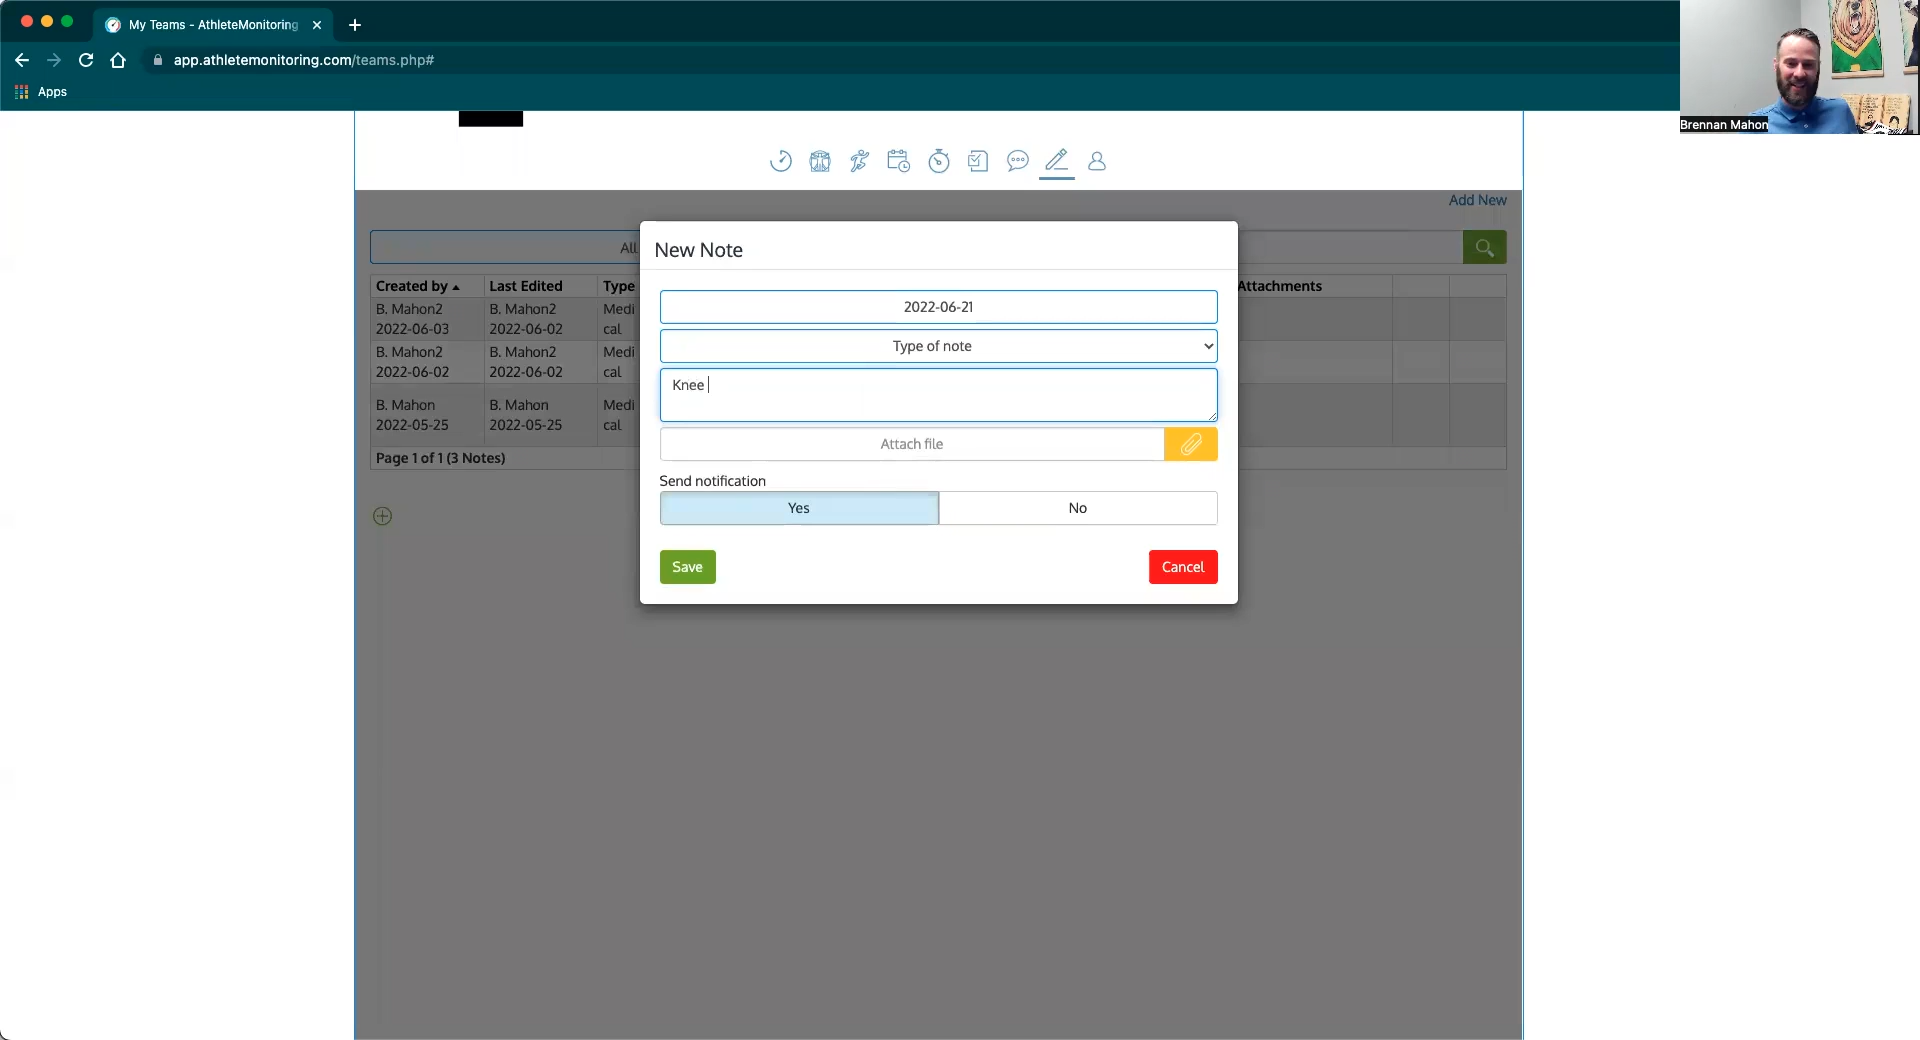 My Teams - AthleteMonitoring
app.athletemonitoring.com/teams.php#
Apps
Brennan Mahon
Add New
All
New Note
Created by
Last Edited
Type
Attachments
2022-06-21
B. Mahon2
B. Mahon2
Medi
2022-06-03
2022-06-02
cal
Type of note
B. Mahon2
B. Mahon2
Medi
2022-06-02
2022-06-02
cal
Knee
B. Mahon
B. Mahon
Medi
2022-05-25
2022-05-25
cal
Attach file
Page 1 of 1 (3 Notes)
Send notification
Yes
No
Save
Cancel